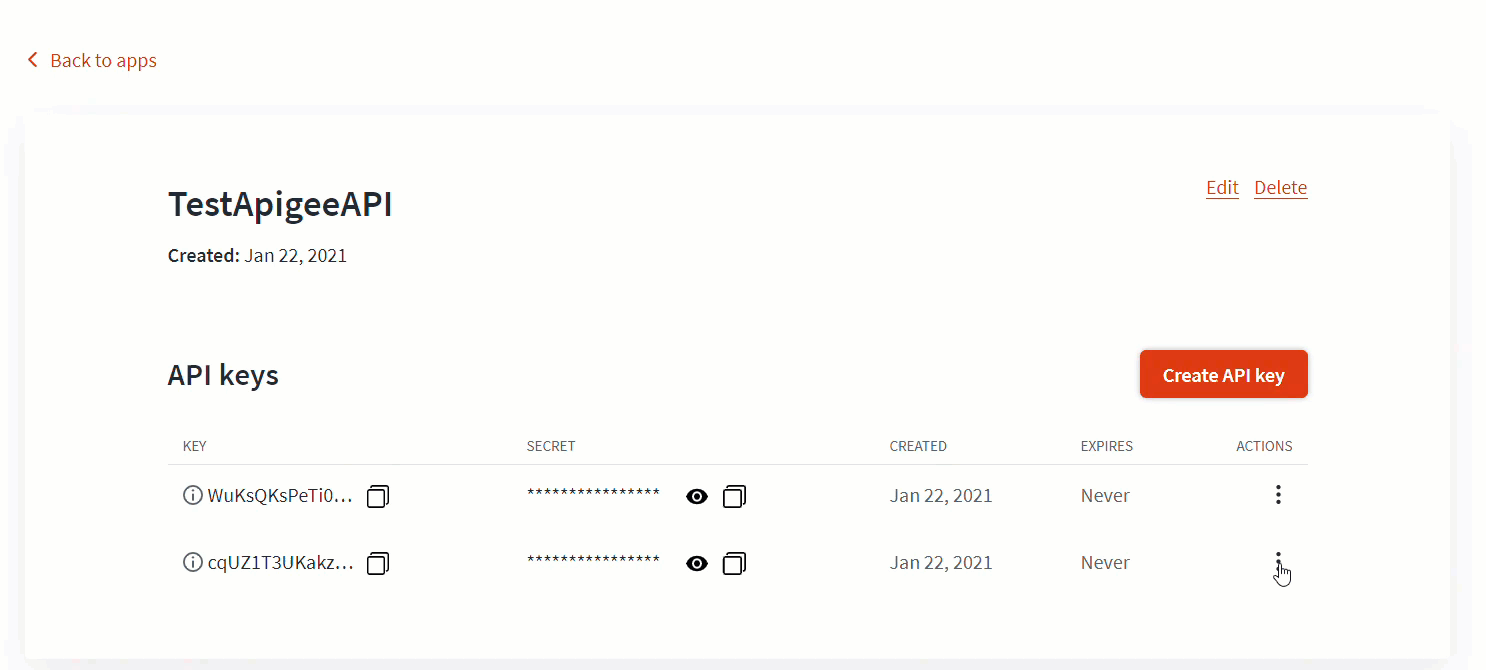 Back to apps
TestApigeeAPI
Edit Delete
Created: Jan 22, 2021
API keys
Create API key
KEY SECRET CREATED EXPIRES ACTIONS
WuKsQKsPeTi0... **************** Jan 22, 2021 Never
cqUZ1T3UKakz... **************** Jan 22, 2021 Never